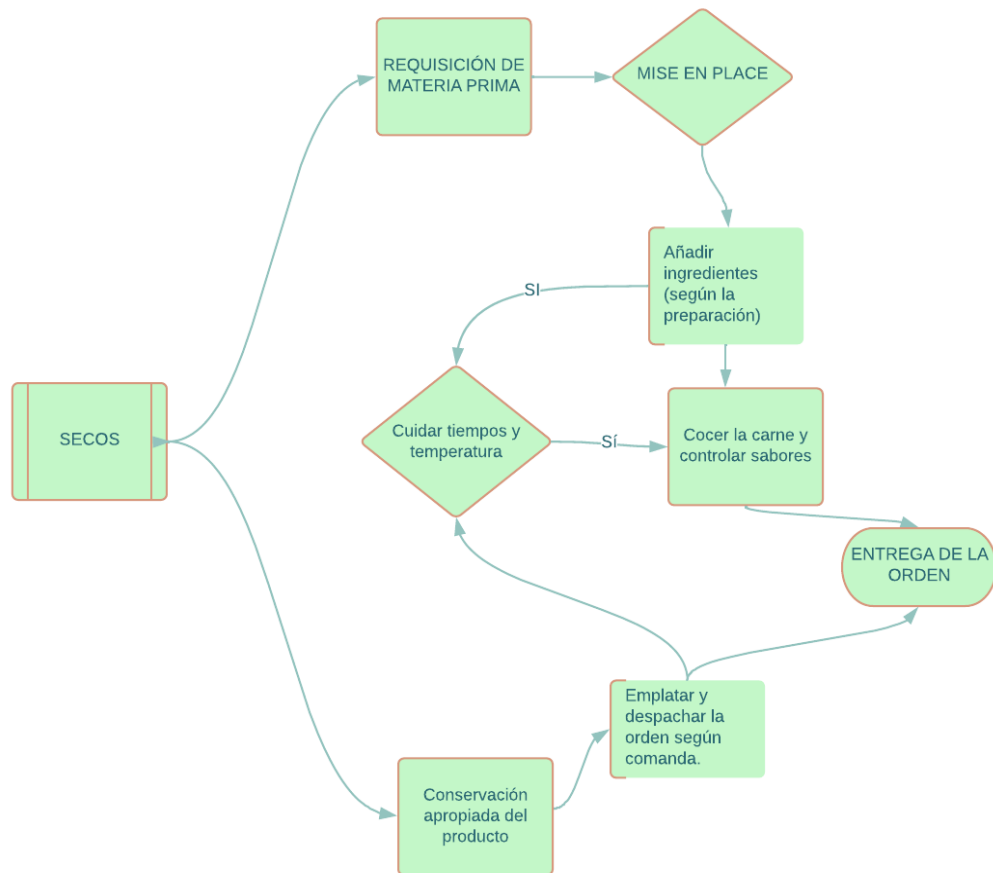 REQUISICIÓN DE
MATERIA PRIMA
MISE EN PLACE
Añadir
ingredientes
(según la
preparación)
SI
SECOS
Cuidar tiempos y
temperatura
Sí
Cocer la carne y
controlar sabores
ENTREGA DE LA
ORDEN
Emplatar y
despachar la
orden según
comanda.
Conservación
apropiada del
producto